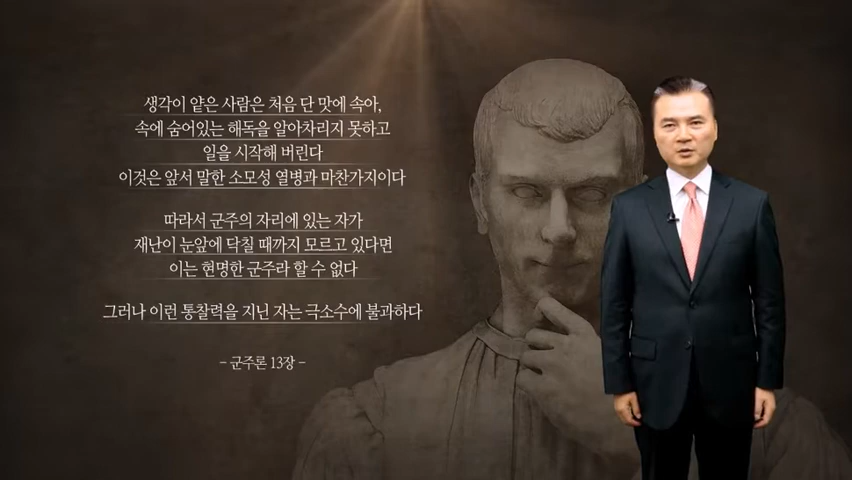 생각이 얕은 사람은 처음 단 맛에 속아,
속에 숨어있는 해독을 알아차리지 못하고
일을 시작해 버린다
이것은 앞서 말한 소모성 열병과 마찬가지이다
따라서 군주의 자리에 있는 자가
재난이 눈앞에 닥칠 때까지 모르고 있다면
이는 현명한 군주라 할 수 없다
그러나 이런 통찰력을 지닌 자는 극소수에 불과하다
– 군주론 13장 –